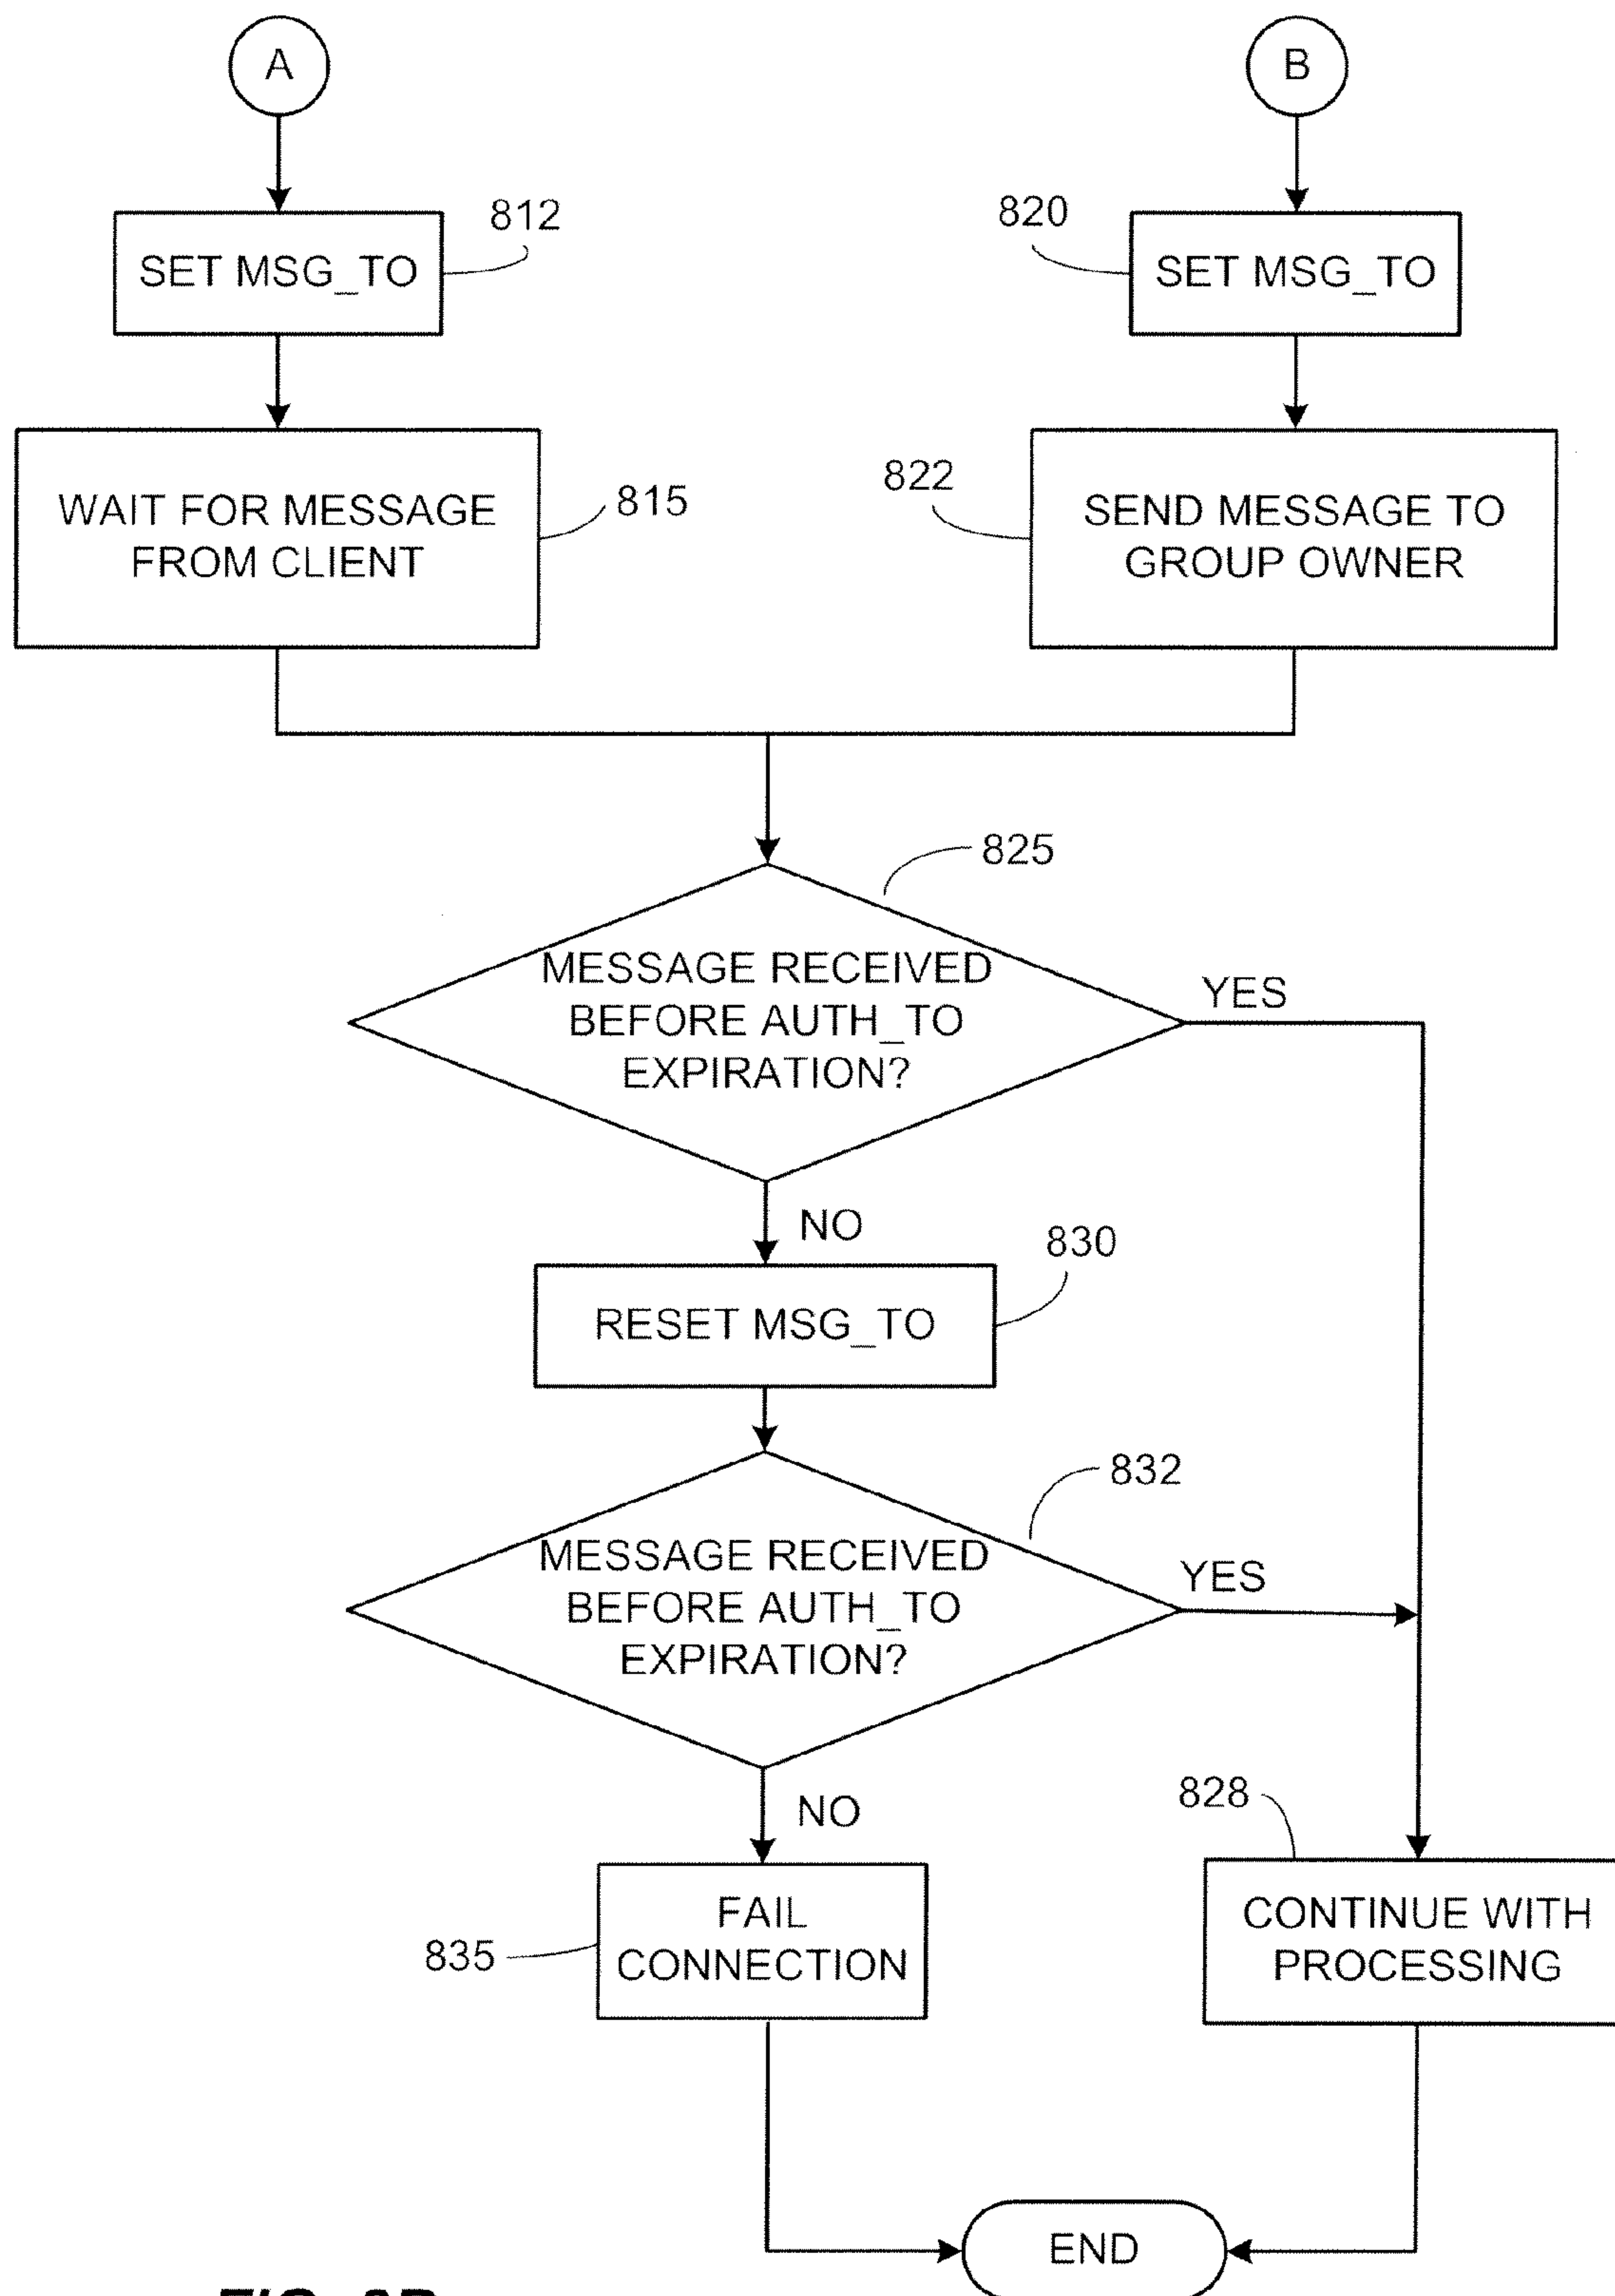 A
B
812
820
SET MSG_TO
SET MSG_TO
WAIT FOR MESSAGE
FROM CLIENT
815
822
SEND MESSAGE TO
GROUP OWNER
825
MESSAGE RECEIVED
BEFORE AUTH_TO
EXPIRATION?
YES
NO
830
RESET MSG_TO
832
MESSAGE RECEIVED
BEFORE AUTH_TO
EXPIRATION?
YES
NO
828
835
FAIL
CONNECTION
CONTINUE WITH
PROCESSING
END